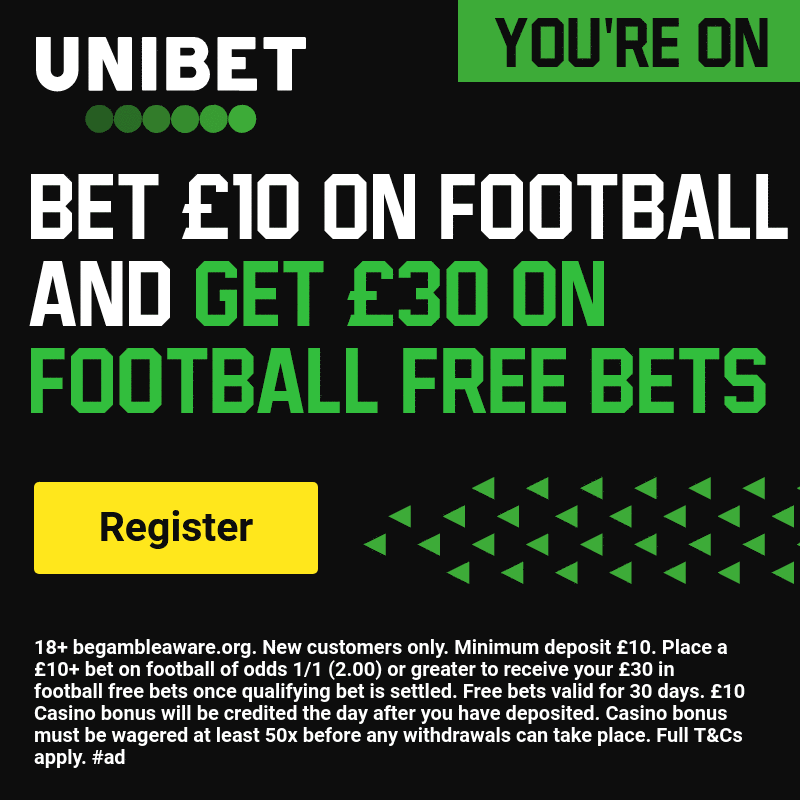 UNIBET
YOU'RE ON
BET £10 ON FOOTBALL
AND GET £30 ON
FOOTBALL FREE BETS
Register
18+ begambleaware.org. New customers only. Minimum deposit £10. Place a
£10+ bet on football of odds 1/1 (2.00) or greater to receive your £30 in
football free bets once qualifying bet is settled. Free bets valid for 30 days. £10
Casino bonus will be credited the day after you have deposited. Casino bonus
must be wagered at least 50x before any withdrawals can take place. Full T&Cs
apply. #ad